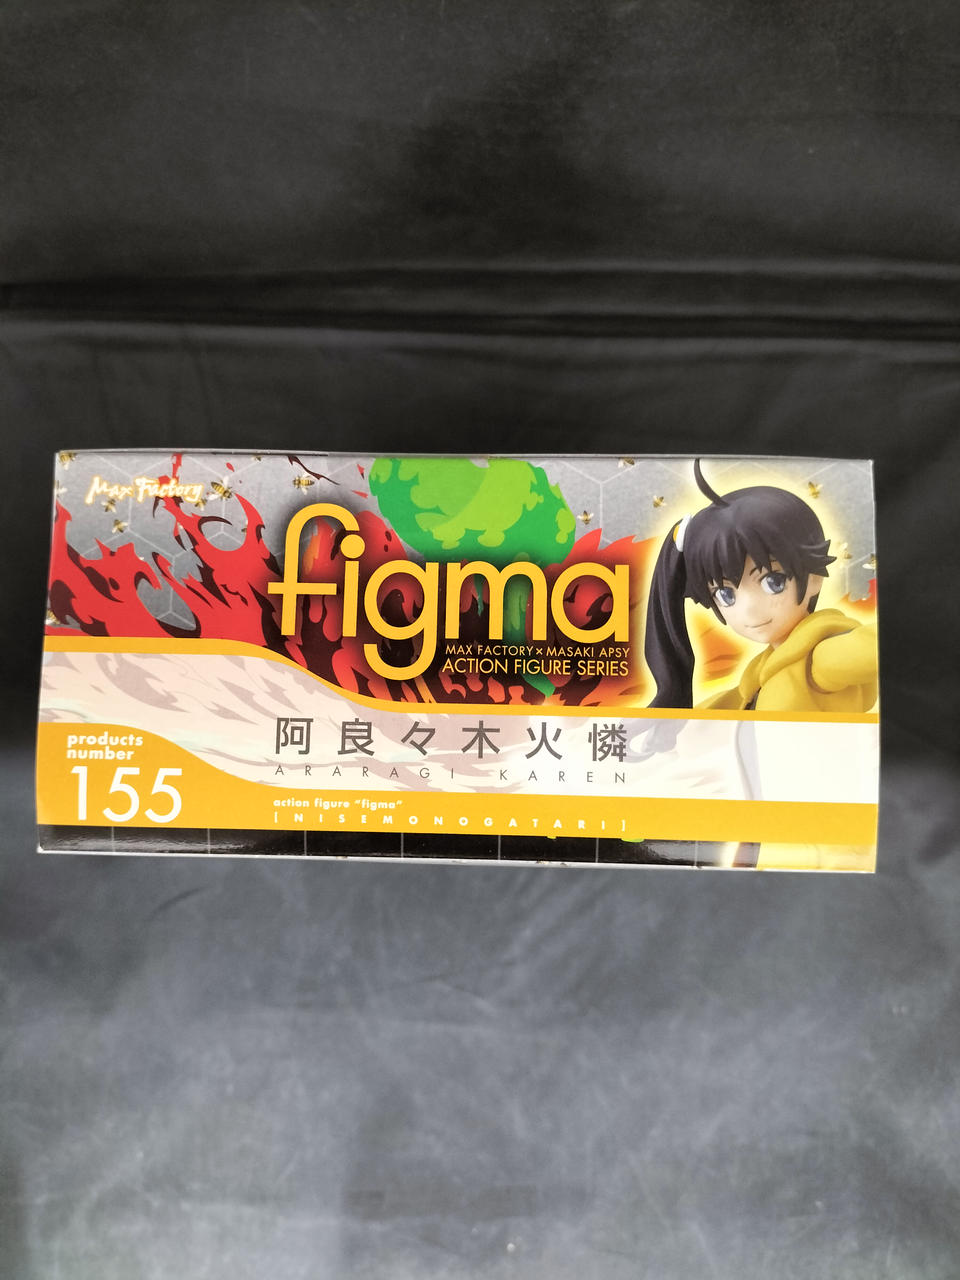 Max Factory
figma
MAX FACTORY×MASAKI APSY
ACTION FIGURE SERIES
阿良々木火憐
ARARAGI KAREN
products
number
155
action figure "figma"
[NISEMONOGATARI]